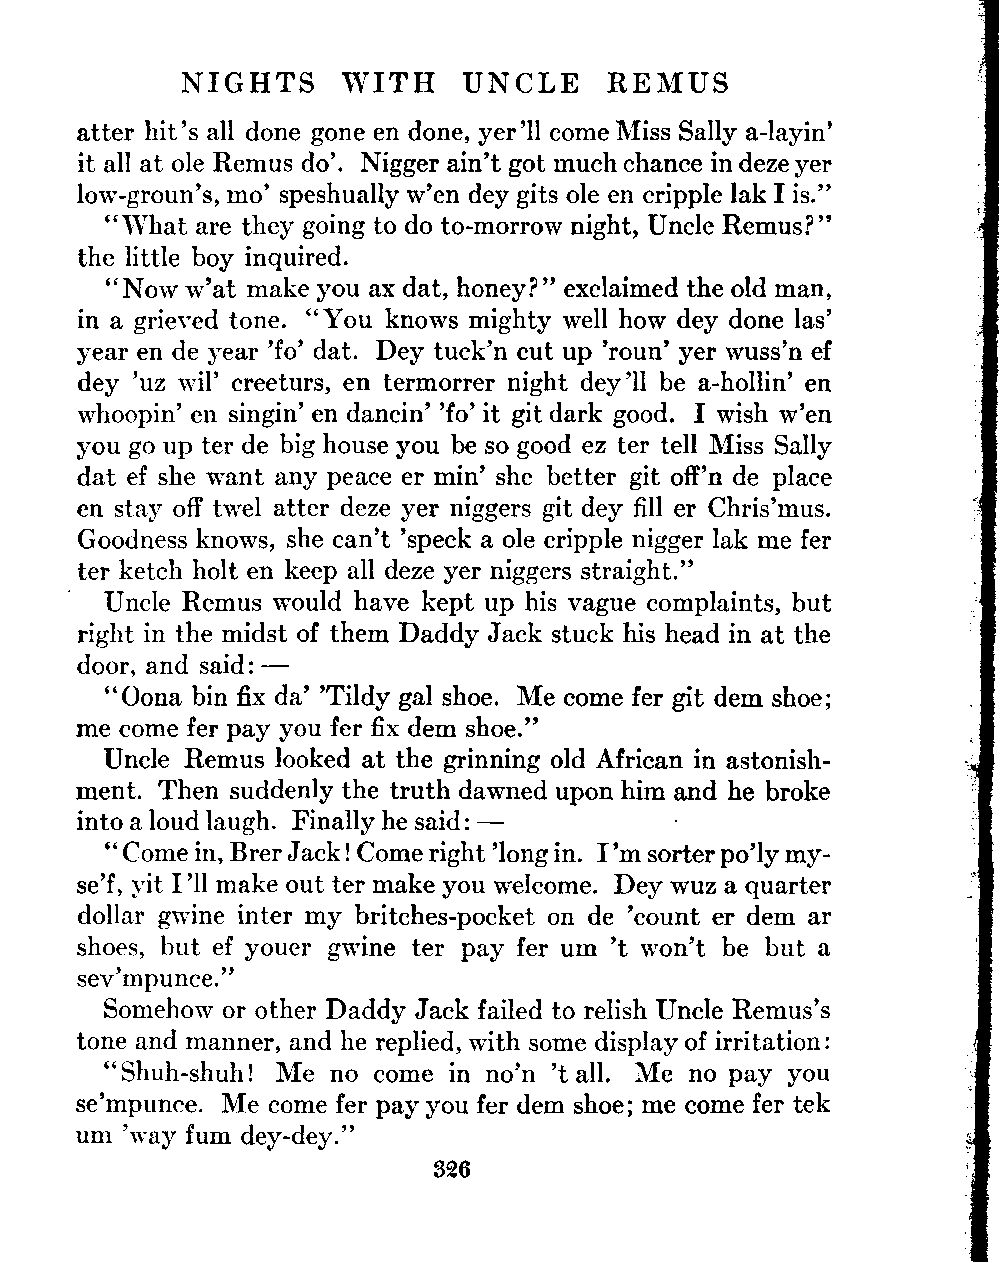 NIGHTS WITH UNCLE REMUS
atter hit's all done gone en done, yer'll come Miss Sally a-layin'
it all at ole Remus do'. Nigger ain't got much chance in deze yer
low-groun's, mo' speshually w'en dey gits ole en cripple lak I is."
"What are they going to do to-morrow night, Uncle Remus?"
the little boy inquired.
"Now w'at make you ax dat, honey?" exclaimed the old man,
in a grieved tone. "You knows mighty well how dey done las'
year en de year 'fo' dat. Dey tuck'n cut up 'roun' yer wuss'n ef
dey 'uz wil' creeturs, en termorrer night dey'll be a-hollin' en
whoopin' en singin' en dancin' 'fo' it git dark good. I wish w'en
you go up ter de big house you be so good ez ter tell Miss Sally
dat ef she want any peace er min' she better git off'n de place
en stay off twel atter deze yer niggers git dey fill er Chris'mus.
Goodness knows, she can't 'speck a ole cripple nigger lak me fer
ter ketch holt en keep all deze yer niggers straight."
Uncle Remus would have kept up his vague complaints, but
right in the midst of them Daddy Jack stuck his head in at the
door, and said: —
"Oona bin fix da' 'Tildy gal shoe. Me come fer git dem shoe;
me come fer pay you fer fix dem shoe."
Uncle Remus looked at the grinning old African in astonish-
ment. Then suddenly the truth dawned upon him and he broke
into a loud laugh. Finally he said: —
"Come in, Brer Jack! Come right 'long in. I'm sorter po'ly my-
se'f, yit I'll make out ter make you welcome. Dey wuz a quarter
dollar gwine inter my britches-pocket on de 'count er dem ar
shoes, but ef youer gwine ter pay fer um 't won't be but a
sev'mpunce."
Somehow or other Daddy Jack failed to relish Uncle Remus's
tone and manner, and he replied, with some display of irritation:
"Shuh-shuh! Me no come in no'n 't all. Me no pay you
se'mpunce. Me come fer pay you fer dem shoe; me come fer tek
um 'way fum dey-dey."
326